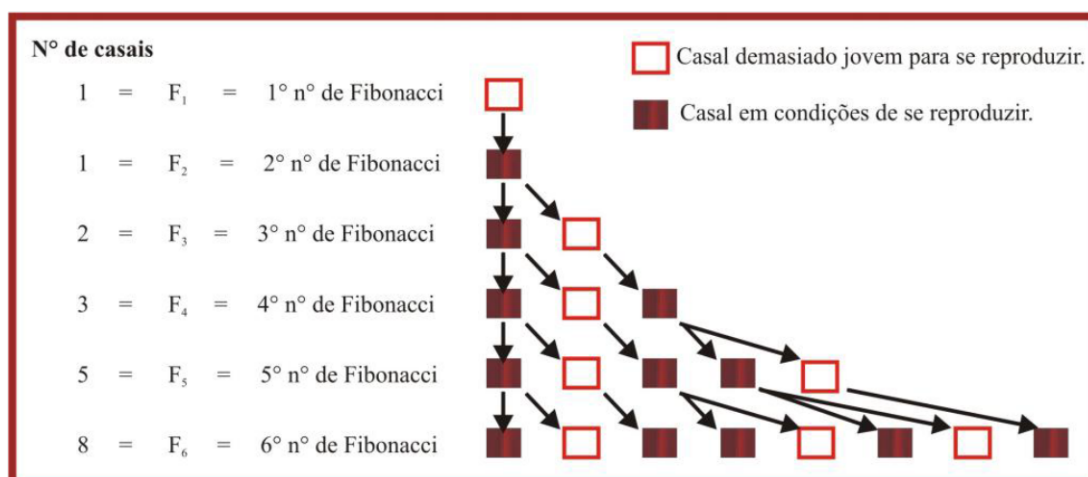 N° de casais
Casal demasiado jovem para se reproduzir.
1 = F₁ = 1° n° de Fibonacci
Casal em condições de se reproduzir.
1 = F₂ = 2° n° de Fibonacci
2 = F₃ = 3° n° de Fibonacci
3 = F₄ = 4° n° de Fibonacci
5 = F₅ = 5° n° de Fibonacci
8 = F₆ = 6° n° de Fibonacci